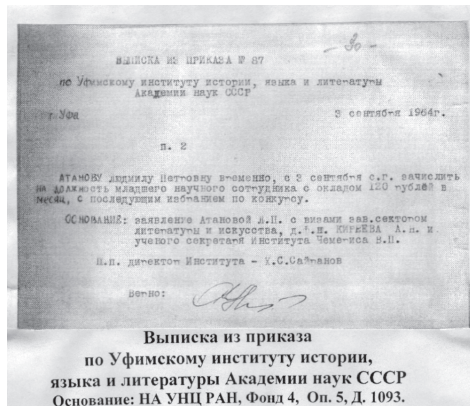 - 30 -
ВЫПИСКА ИЗ ПРИКАЗА № 87
по Уфимскому институту истории, языка и литературы
Академии наук СССР
г. Уфа 3 сентября 1964г.
п. 2
АТАНОВУ Людмилу Петровну временно, с 3 сентября с.г. зачислить
на должность младшего научного сотрудника с окладом 120 рублей в
месяц, с последующим избранием по конкурсу.
ОСНОВАНИЕ: заявление Атановой Л.П. с визами зав.сектором
литературы и искусства, д.ф.н. КИРЕЕВА А.Н. и
ученого секретаря Института Чемериса В.П.
П.п. директор Института - Х.С.Сайранов
Верно:
Выписка из приказа
по Уфимскому институту истории,
языка и литературы Академии наук СССР
Основание: НА УНЦ РАН, Фонд 4, Оп. 5, Д. 1093.